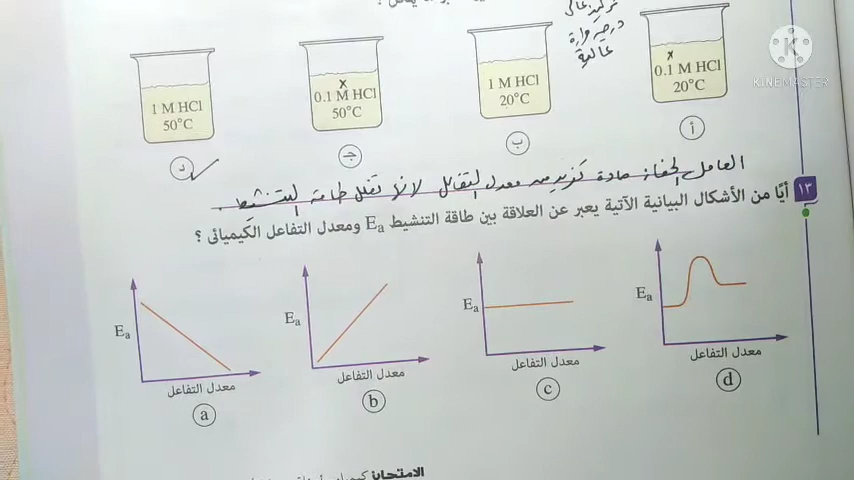 تركيز عالى
درجة حرارة
عالية
KINEMASTER
0.1 M HCl
20°C
أ
1 M HCl
20°C
ب
x
0.1 M HCl
50°C
جـ
1 M HCl
50°C
د
العامل الحفاز مادة تزيد من معدل التفاعل لأنها تقلل طاقة التنشيط
١٣ أيًا من الأشكال البيانية الآتية يعبر عن العلاقة بين طاقة التنشيط Ea ومعدل التفاعل الكيميائى ؟
Ea
معدل التفاعل
a
Ea
معدل التفاعل
b
Ea
معدل التفاعل
c
Ea
معدل التفاعل
d
الامتحان